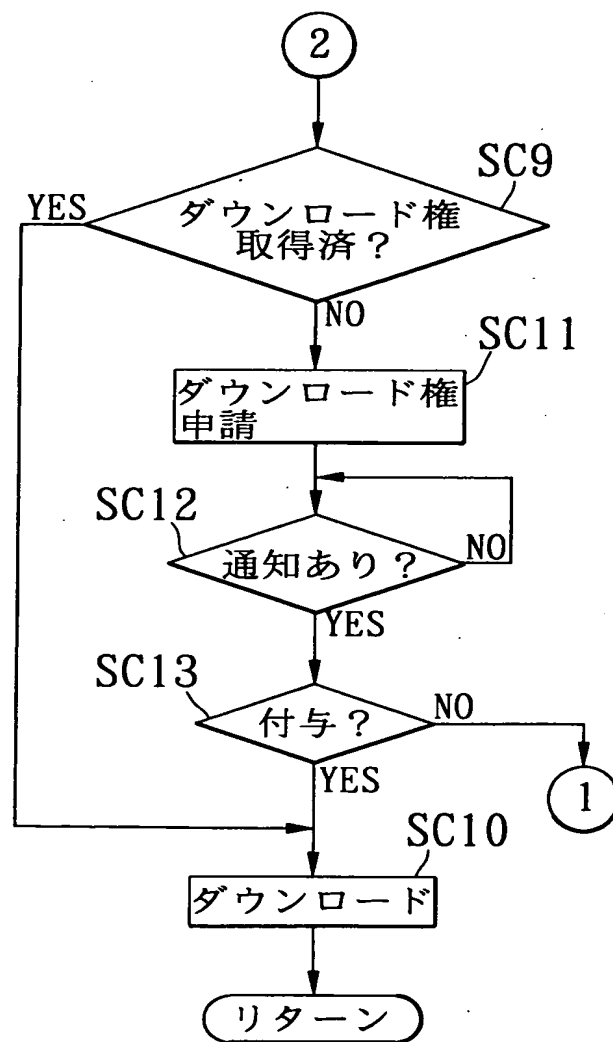 2
SC9
YES
ダウンロード権
取得済？
NO
SC11
ダウンロード権
申請
SC12
通知あり？
NO
YES
SC13
付与？
NO
YES
1
SC10
ダウンロード
リターン